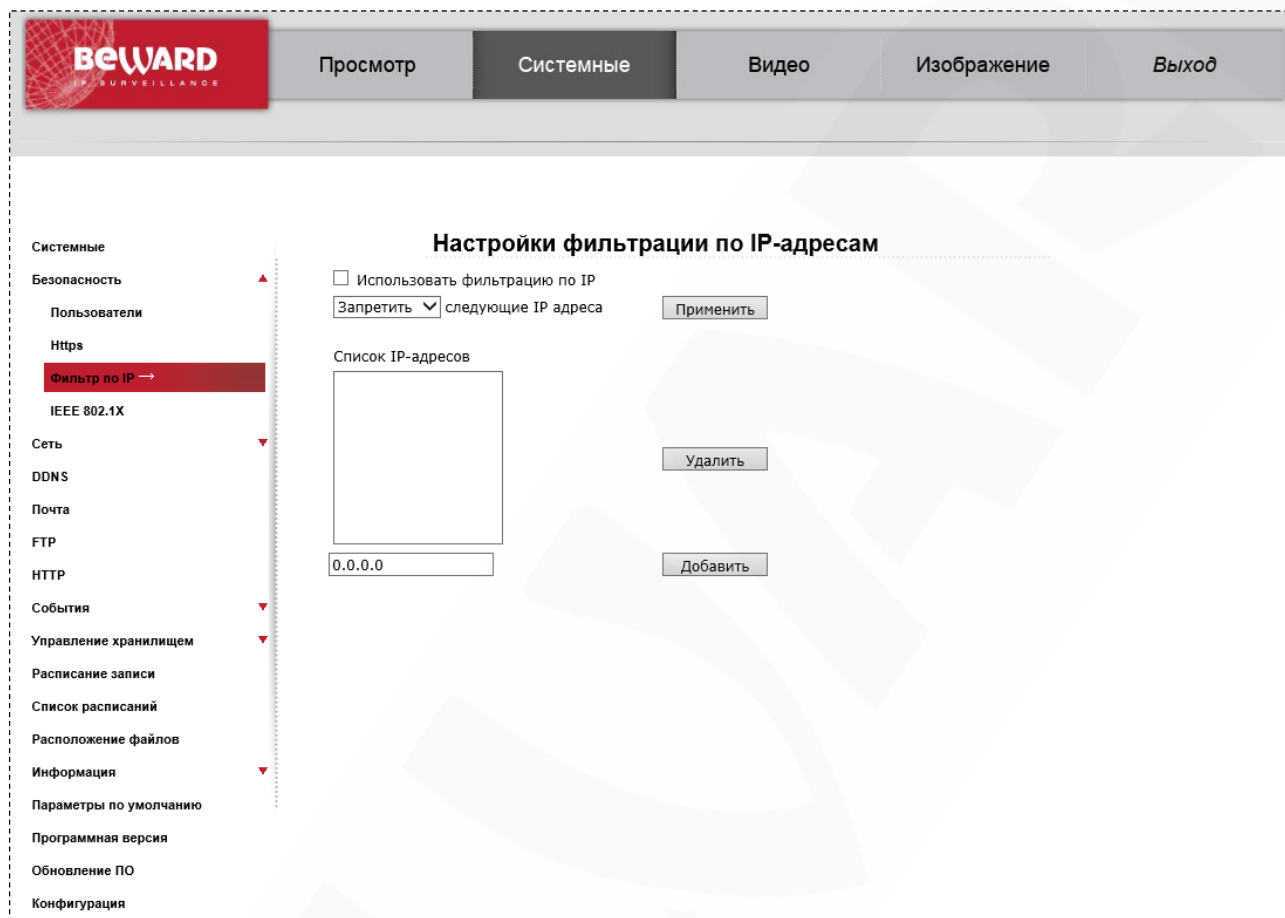 BEWARD
IP SURVEILLANCE
Просмотр
Системные
Видео
Изображение
Выход
Системные
Безопасность
Пользователи
Https
Фильтр по IP →
IEEE 802.1X
Сеть
DDNS
Почта
FTP
HTTP
События
Управление хранилищем
Расписание записи
Список расписаний
Расположение файлов
Информация
Параметры по умолчанию
Программная версия
Обновление ПО
Конфигурация
Настройки фильтрации по IP-адресам
Использовать фильтрацию по IP
Запретить следующие IP адреса
Применить
Список IP-адресов
Удалить
0.0.0.0
Добавить